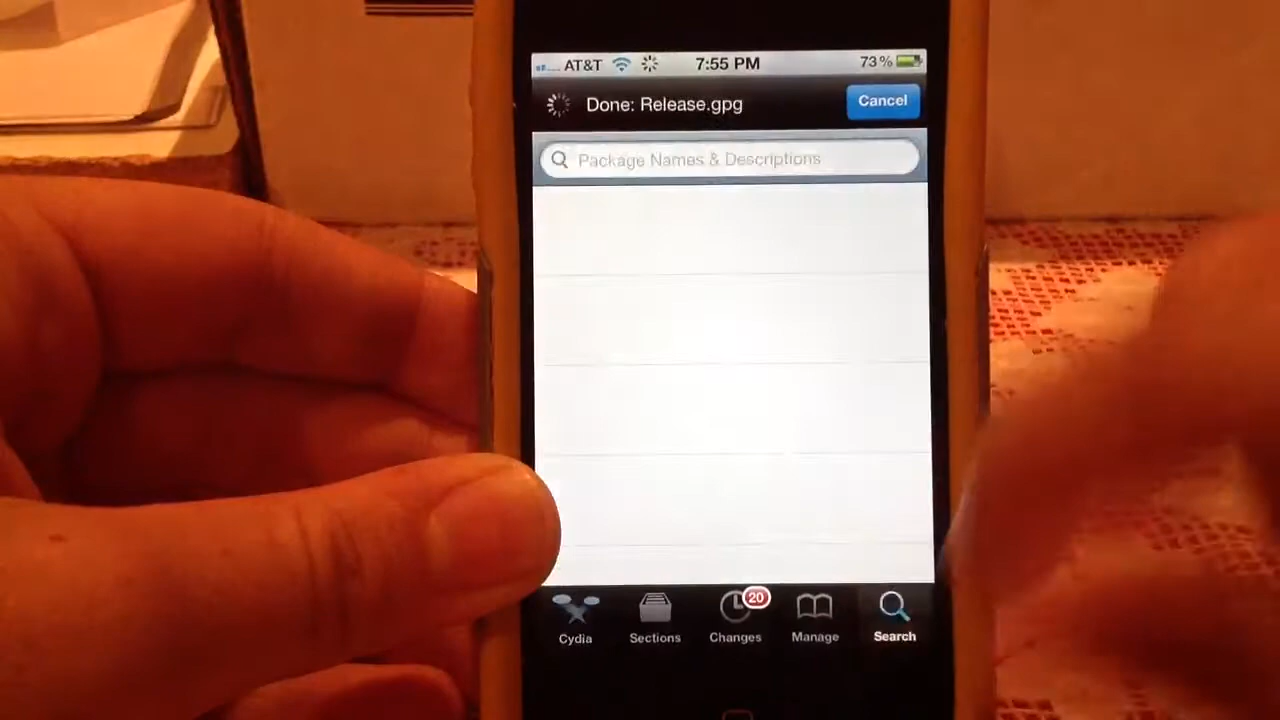 AT&T 7:55 PM 73%
Done: Release.gpg Cancel
Package Names & Descriptions
20
Cydia Sections Changes Manage Search